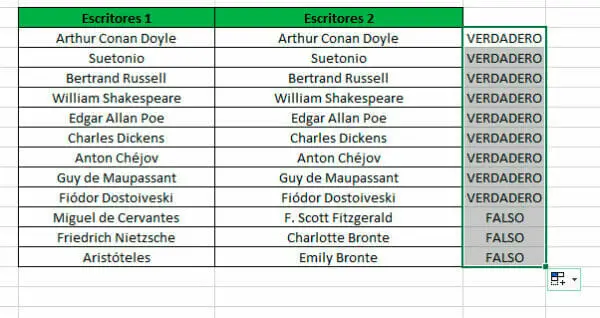 Escritores 1 Escritores 2
Arthur Conan Doyle Arthur Conan Doyle VERDADERO
Suetonio Suetonio VERDADERO
Bertrand Russell Bertrand Russell VERDADERO
William Shakespeare William Shakespeare VERDADERO
Edgar Allan Poe Edgar Allan Poe VERDADERO
Charles Dickens Charles Dickens VERDADERO
Anton Chéjov Anton Chéjov VERDADERO
Guy de Maupassant Guy de Maupassant VERDADERO
Fiódor Dostoiveski Fiódor Dostoiveski VERDADERO
Miguel de Cervantes F. Scott Fitzgerald FALSO
Friedrich Nietzsche Charlotte Bronte FALSO
Aristóteles Emily Bronte FALSO